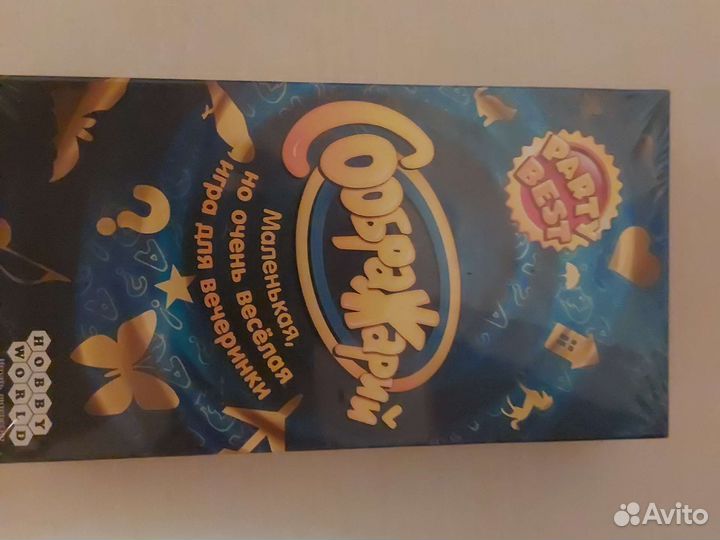 PARTY
BEST
Соображарий
Маленькая,
но очень весёлая
игра для вечеринки
HOBBY
WORLD
Avito